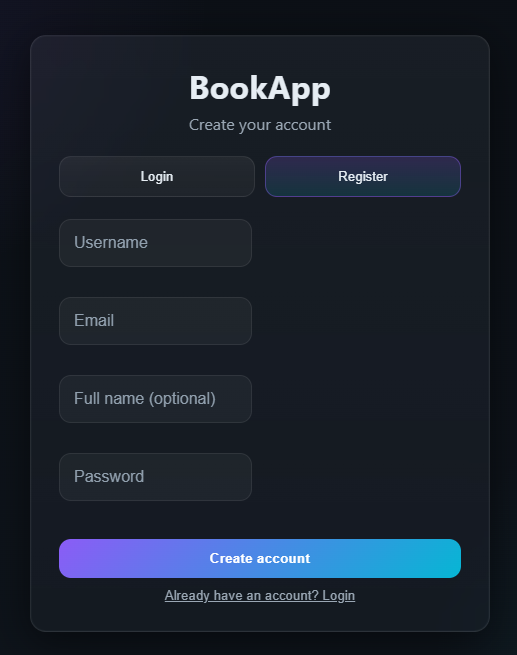 BookApp
Create your account
Login Register
Username
Email
Full name (optional)
Password
Create account
Already have an account? Login